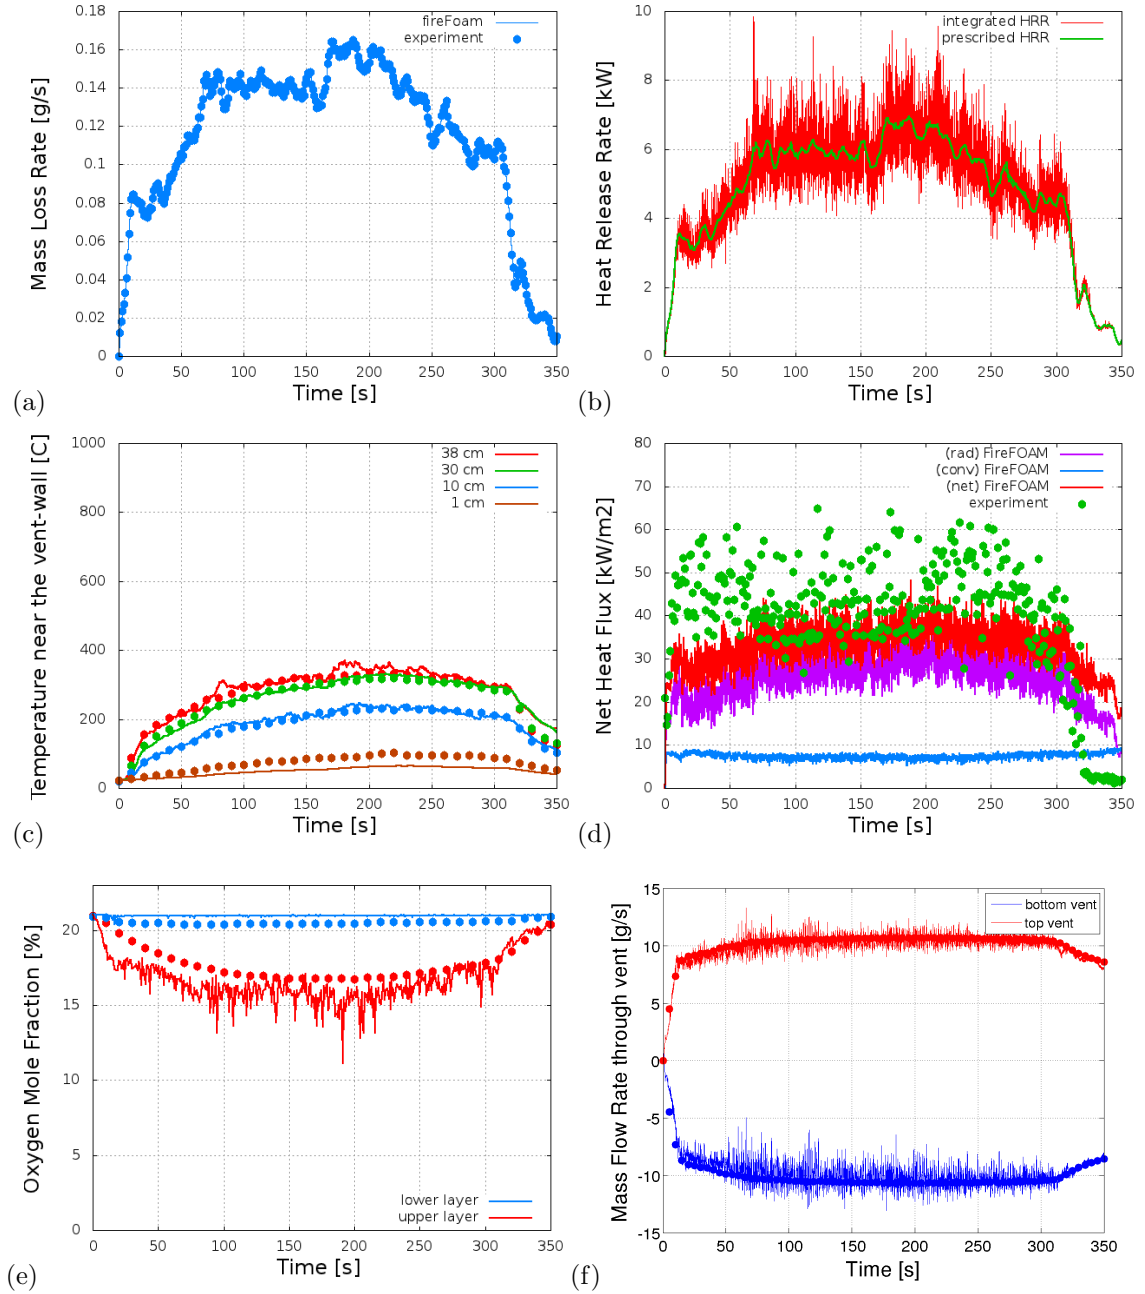 0.18
0.16
0.14
0.12
0.1
0.08
0.06
0.04
0.02
0
Mass Loss Rate [g/s]
fireFoam
experiment
0 50 100 150 200 250 300 350
Time [s]
(a)
10
8
6
4
2
0
Heat Release Rate [kW]
integrated HRR
prescribed HRR
0 50 100 150 200 250 300 350
Time [s]
(b)
1000
800
600
400
200
0
Temperature near the vent-wall [C]
38 cm
30 cm
10 cm
1 cm
0 50 100 150 200 250 300 350
Time [s]
(c)
80
70
60
50
40
30
20
10
0
Net Heat Flux [kW/m2]
(rad) FireFOAM
(conv) FireFOAM
(net) FireFOAM
experiment
0 50 100 150 200 250 300 350
Time [s]
(d)
20
15
10
5
0
Oxygen Mole Fraction [%]
lower layer
upper layer
0 50 100 150 200 250 300 350
Time [s]
(e)
15
10
5
0
-5
-10
-15
Mass Flow Rate through vent [g/s]
bottom vent
top vent
0 50 100 150 200 250 300 350
Time [s]
(f)